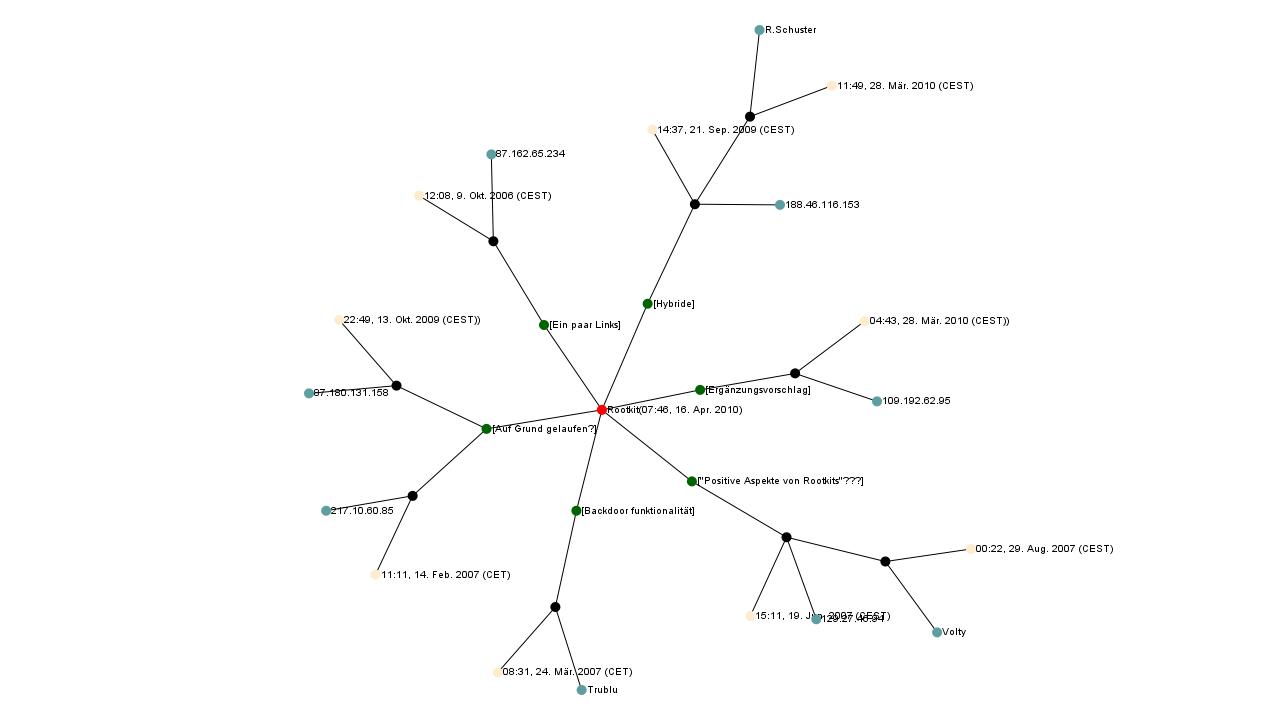 R.Schuster
11:49, 28. Mär. 2010 (CEST)
14:37, 21. Sep. 2009 (CEST)
87.162.65.234
12:08, 9. Okt. 2006 (CEST)
188.46.116.153
[Hybride]
22:49, 13. Okt. 2009 (CEST))
[Ein paar Links]
04:43, 28. Mär. 2010 (CEST))
87.180.131.158
[Ergänzungsvorschlag]
109.192.62.95
Rootkit(07:46, 16. Apr. 2010)
[Auf Grund gelaufen?]
["Positive Aspekte von Rootkits"???]
217.10.60.85
[Backdoor funktionalität]
00:22, 29. Aug. 2007 (CEST)
11:11, 14. Feb. 2007 (CET)
15:11, 19. 2007 (CEST)
Volty
08:31, 24. Mär. 2007 (CET)
Trublu